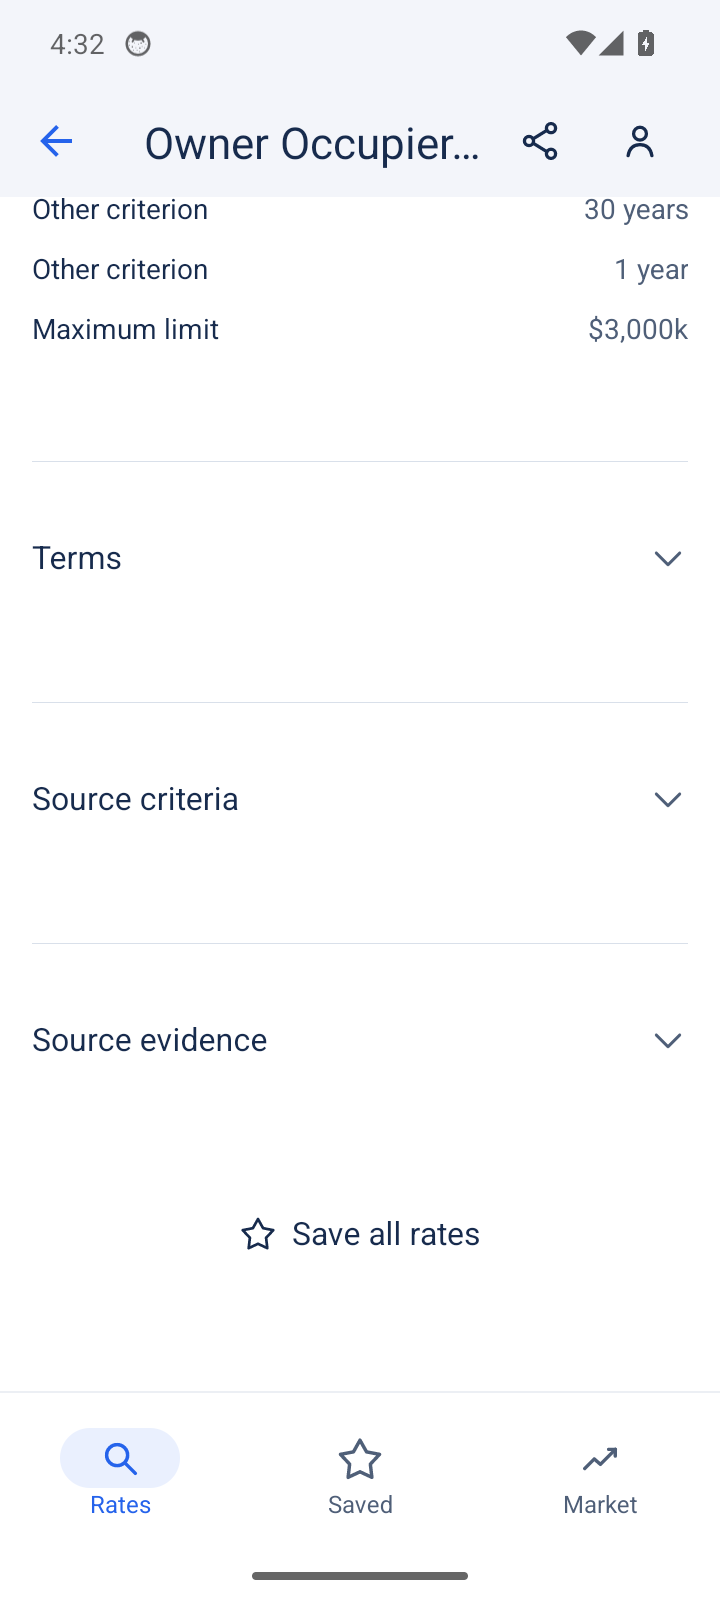 4:32
Owner Occupier...
Other criterion 30 years
Other criterion 1 year
Maximum limit $3,000k
Terms
Source criteria
Source evidence
Save all rates
Rates Saved Market